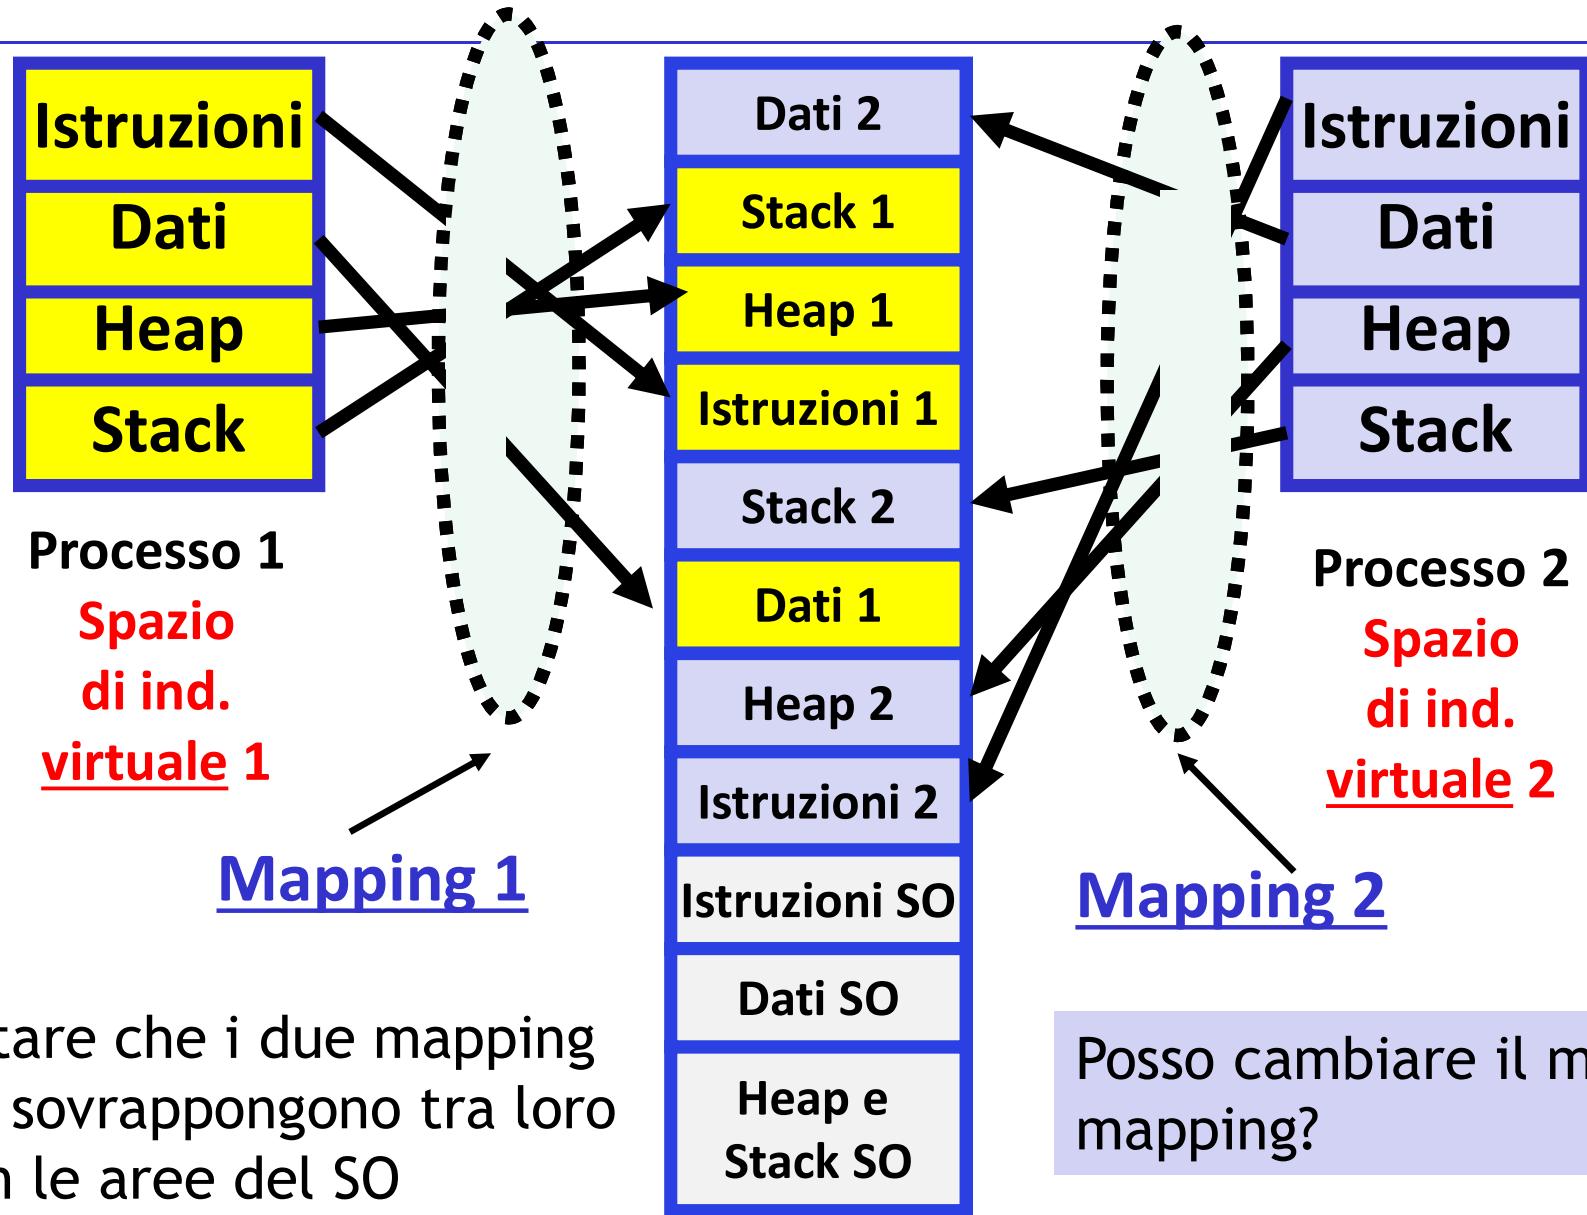 Istruzioni
Dati
Heap
Stack
Processo 1
Spazio
di ind.
virtuale 1
Mapping 1
Dati 2
Stack 1
Heap 1
Istruzioni 1
Stack 2
Dati 1
Heap 2
Istruzioni 2
Istruzioni SO
Dati SO
Heap e
Stack SO
Istruzioni
Dati
Heap
Stack
Processo 2
Spazio
di ind.
virtuale 2
Mapping 2
che i due mapping
sovrappongono tra loro
le aree del SO
Posso cambiare il
mapping?